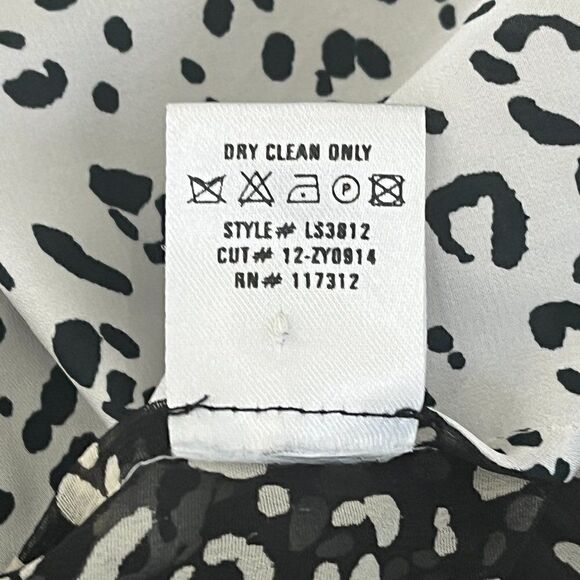 DRY CLEAN ONLY
P
STYLE# LS3812
CUT# 12-ZY0914
RN# 117312